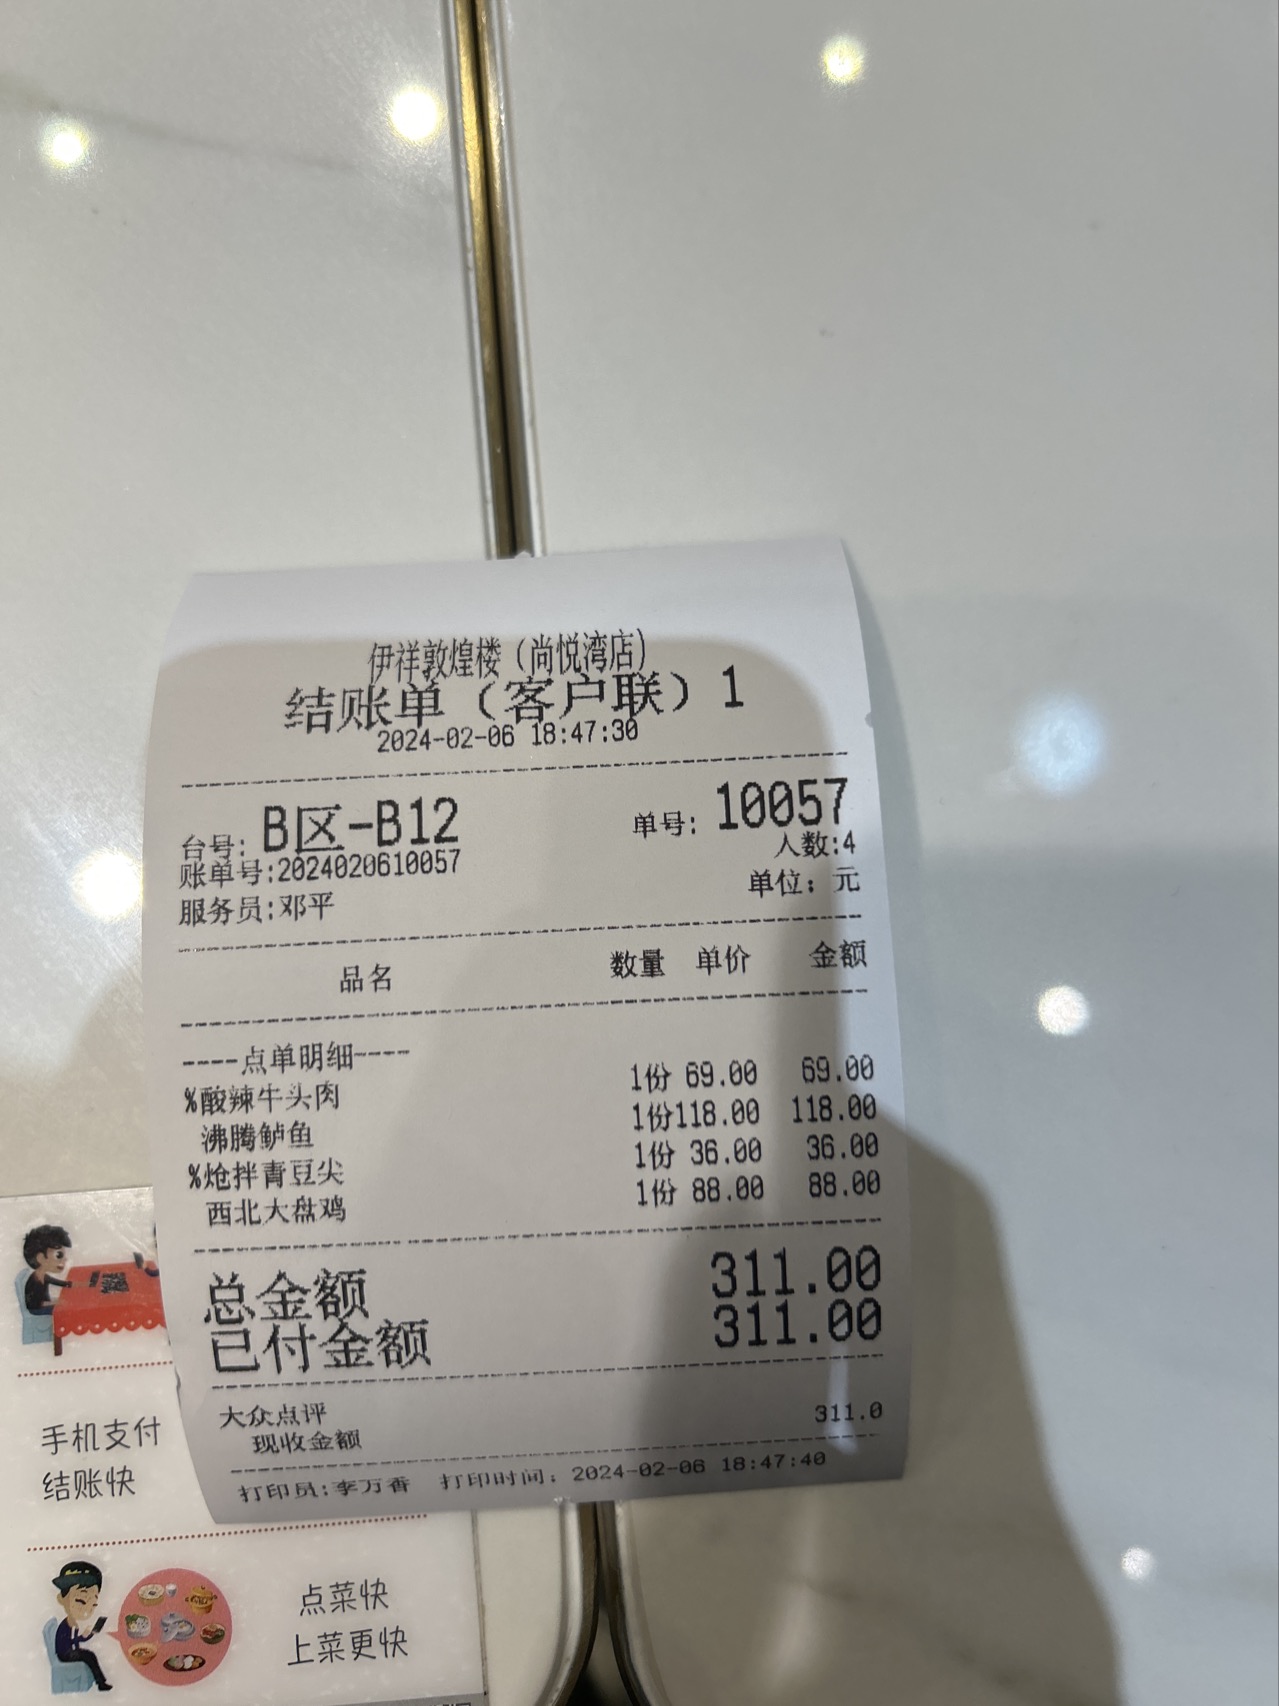 伊祥敦煌楼（尚悦湾店）
结账单（客户联）1
2024-02-06 18:47:30
台号: B区-B12 单号: 10057
账单号:2024020610057 人数:4
服务员:邓平 单位: 元
品名 数量 单价 金额
----点单明细----
%酸辣牛头肉 1份 69.00 69.00
沸腾鲈鱼 1份118.00 118.00
%炝拌青豆尖 1份 36.00 36.00
西北大盘鸡 1份 88.00 88.00
总金额 311.00
已付金额 311.00
大众点评 311.0
现收金额
打印员:李万香 打印时间: 2024-02-06 18:47:40
手机支付
结账快
点菜快
上菜更快